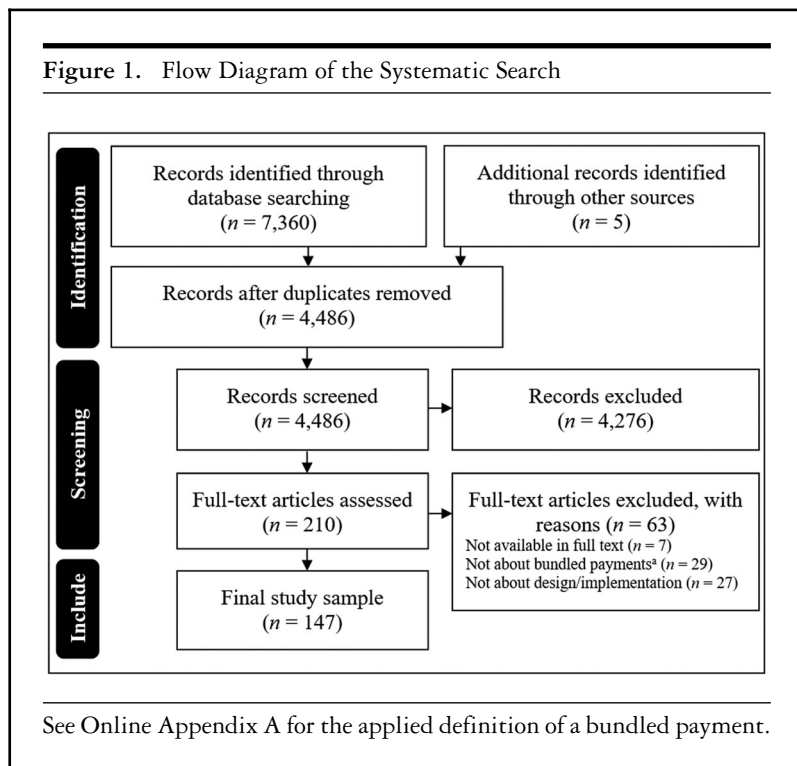 Figure 1. Flow Diagram of the Systematic Search
Identification
Records identified through
database searching
(n = 7,360)
Additional records identified
through other sources
(n = 5)
Records after duplicates removed
(n = 4,486)
Screening
Records screened
(n = 4,486)
Records excluded
(n = 4,276)
Full-text articles assessed
(n = 210)
Full-text articles excluded, with
reasons (n = 63)
Not available in full text (n = 7)
Not about bundled paymentsᵃ (n = 29)
Not about design/implementation (n = 27)
Include
Final study sample
(n = 147)
See Online Appendix A for the applied definition of a bundled payment.